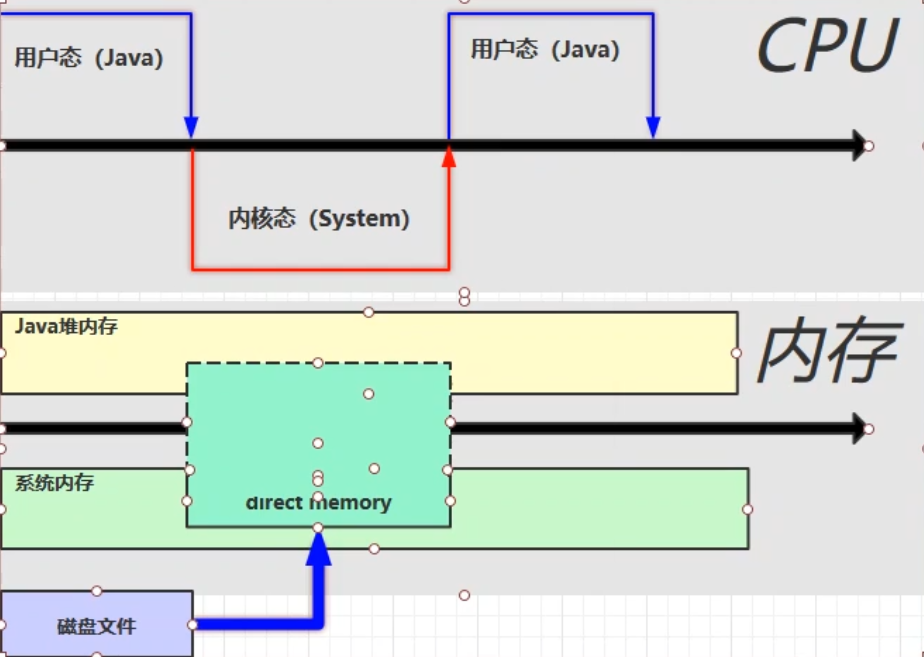 用户态（Java）
用户态（Java）
CPU
内核态（System）
Java堆内存
内存
系统内存
direct memory
磁盘文件